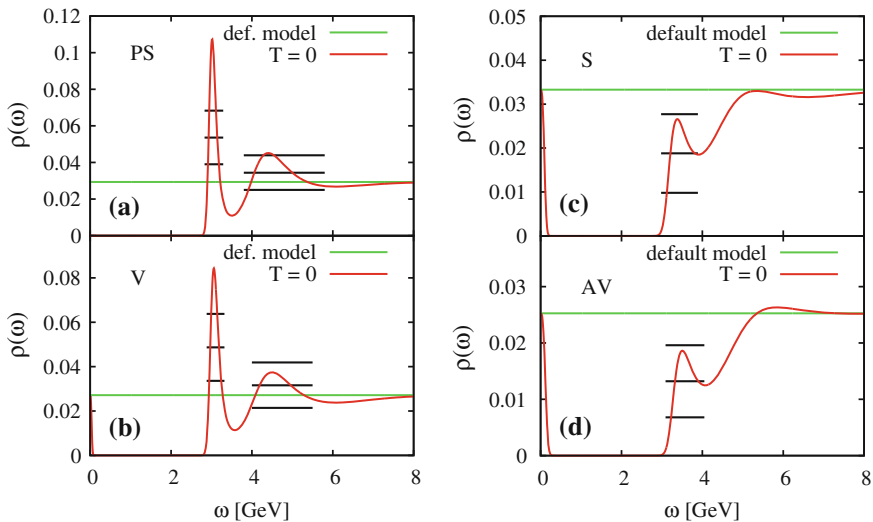 0.12
0.1
0.08
0.06
0.04
0.02
0
ρ(ω)
PS
def. model
T = 0
(a)
0.08
0.06
0.04
0.02
0
ρ(ω)
V
def. model
T = 0
(b)
0 2 4 6 8
ω [GeV]
0.05
0.04
0.03
0.02
0.01
0
ρ(ω)
S
default model
T = 0
(c)
0.04
0.03
0.02
0.01
0
ρ(ω)
AV
default model
T = 0
(d)
0 2 4 6 8
ω [GeV]